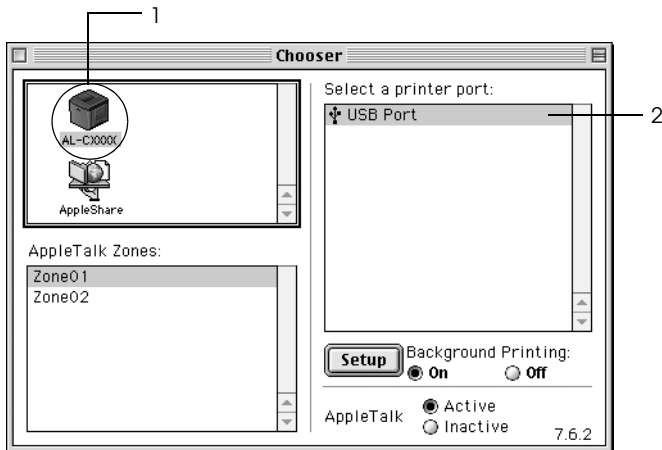 1
Chooser
AL-CXXXX
AppleShare
AppleTalk Zones:
Zone01
Zone02
Select a printer port:
USB Port
2
Setup
Background Printing:
On Off
AppleTalk
Active
Inactive
7.6.2